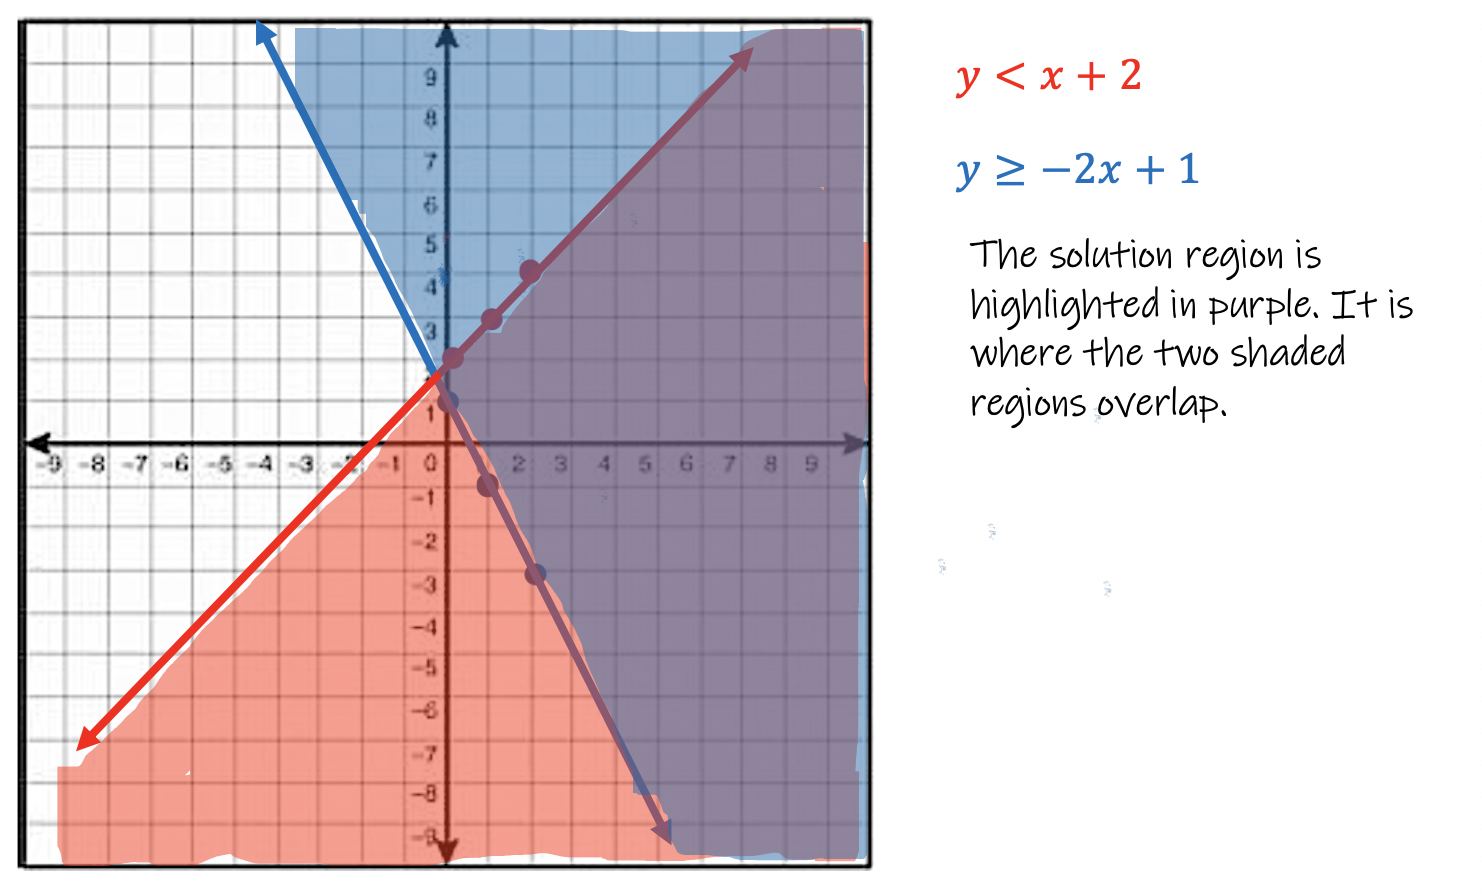 y < x + 2
y ≥ −2x + 1
The solution region is
highlighted in purple. It is
where the two shaded
regions overlap.
9
8
7
6
5
4
3
1
-9 -8 -7 -6 -5 -4 -3 -2 -1 0 2 3 4 5 6 7 8 9
-1
-2
-3
-4
-5
-6
-7
-8
-9